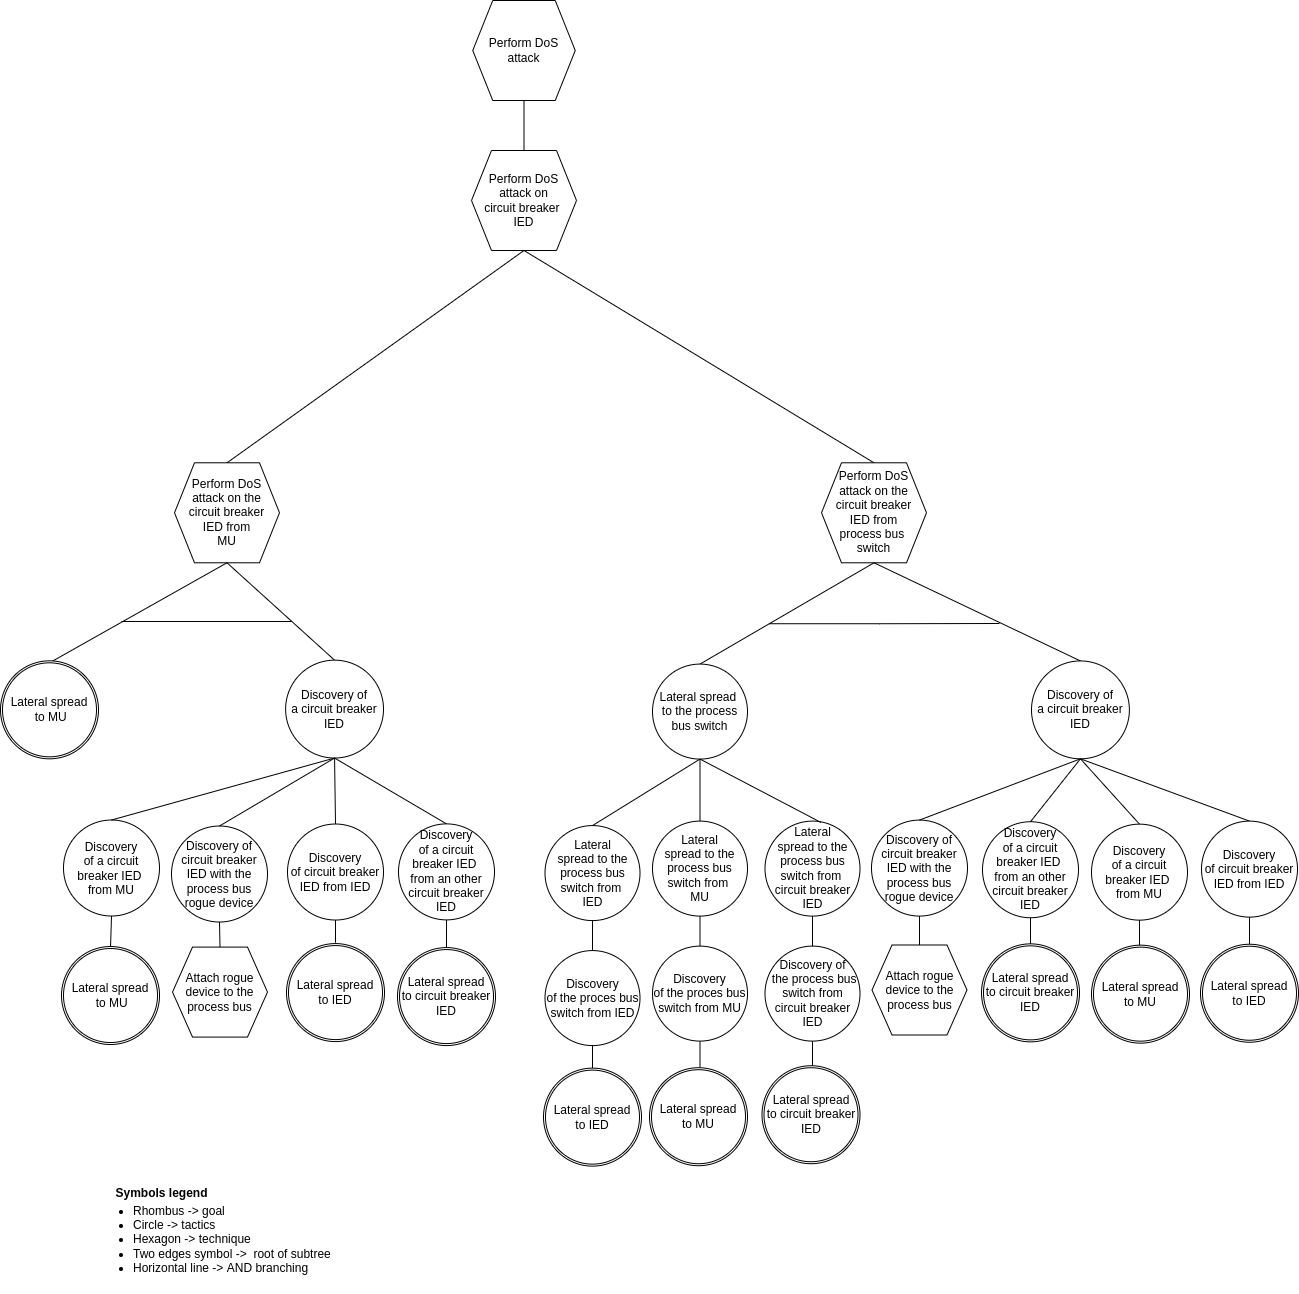 Perform DoS
attack
Perform DoS
attack on
circuit breaker
IED
Perform DoS
attack on the
circuit breaker
IED from
MU
Perform DoS
attack on the
circuit breaker
IED from
process bus
switch
Lateral spread
to MU
Discovery of
a circuit breaker
IED
Lateral spread
to the process
bus switch
Discovery of
a circuit breaker
IED
Discovery
of a circuit
breaker IED
from MU
Discovery of
circuit breaker
IED with the
process bus
rogue device
Discovery
of circuit breaker
IED from IED
Discovery
of a circuit
breaker IED
from an other
circuit breaker
IED
Lateral
spread to the
process bus
switch from
IED
Lateral
spread to the
process bus
switch from
MU
Lateral
spread to the
process bus
switch from
circuit breaker
IED
Discovery of
circuit breaker
IED with the
process bus
rogue device
Discovery
of a circuit
breaker IED
from an other
circuit breaker
IED
Discovery
of a circuit
breaker IED
from MU
Discovery
of circuit breaker
IED from IED
Lateral spread
to MU
Attach rogue
device to the
process bus
Lateral spread
to IED
Lateral spread
to circuit breaker
IED
Discovery
of the proces bus
switch from IED
Discovery
of the proces bus
switch from MU
Discovery of
the process bus
switch from
circuit breaker
IED
Attach rogue
device to the
process bus
Lateral spread
to circuit breaker
IED
Lateral spread
to MU
Lateral spread
to IED
Lateral spread
to IED
Lateral spread
to MU
Lateral spread
to circuit breaker
IED
Symbols legend
• Rhombus -> goal
• Circle -> tactics
• Hexagon -> technique
• Two edges symbol -> root of subtree
• Horizontal line -> AND branching